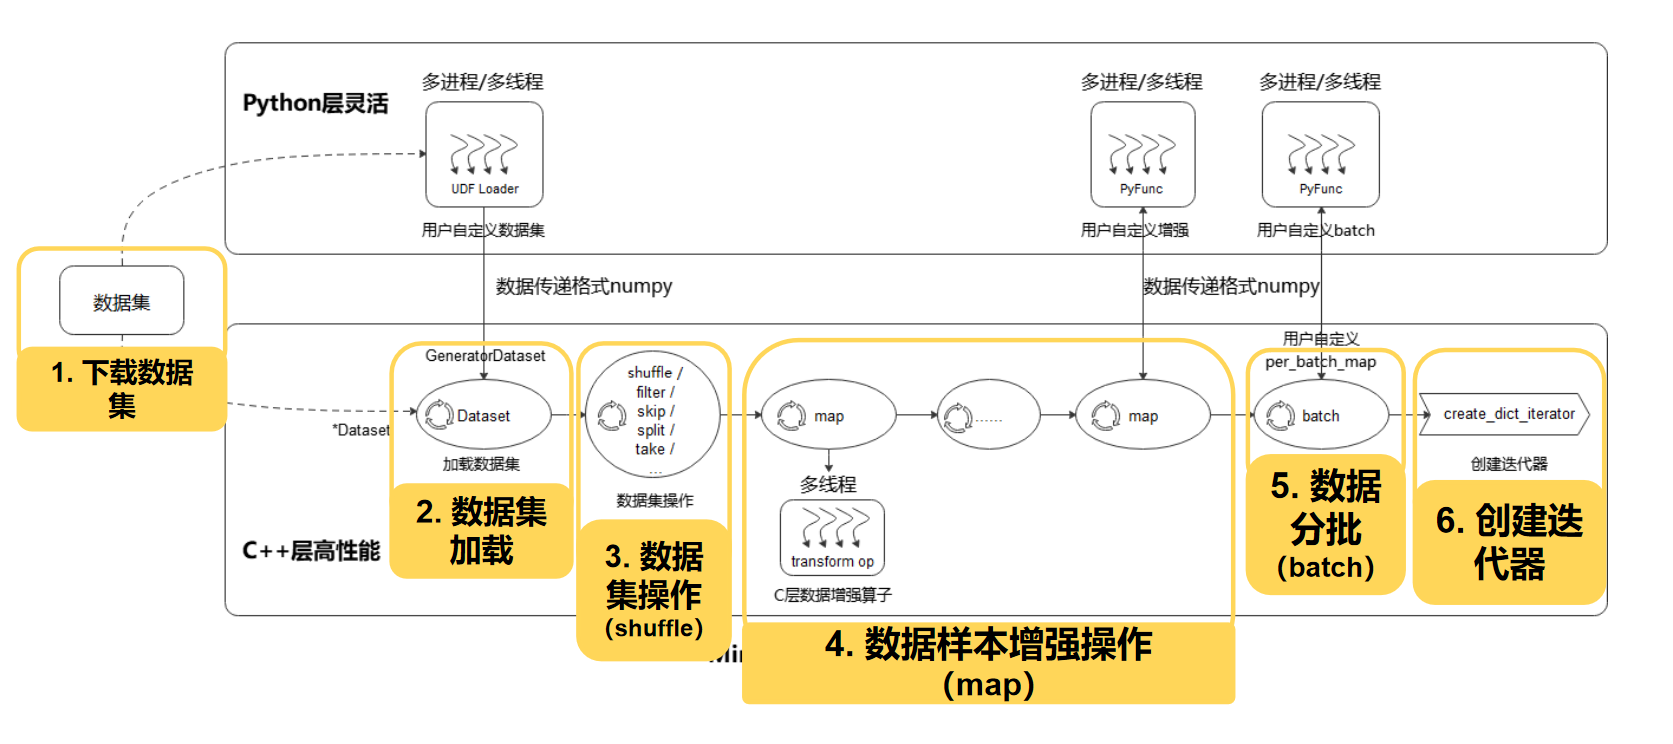 多进程/多线程
多进程/多线程
多进程/多线程
Python层灵活
UDF Loader
PyFunc
PyFunc
用户自定义数据集
用户自定义增强
用户自定义batch
数据集
数据传递格式numpy
数据传递格式numpy
1. 下载数据
集
GeneratorDataset
用户自定义
per_batch_map
*Dataset
Dataset
加载数据集
shuffle /
filter /
skip /
split /
take /
...
数据集操作
map
......
map
batch
create_dict_iterator
创建迭代器
多线程
transform op
C层数据增强算子
C++层高性能
2. 数据集
加载
3. 数据
集操作
（shuffle）
4. 数据样本增强操作
（map）
5. 数据
分批
（batch）
6. 创建迭
代器